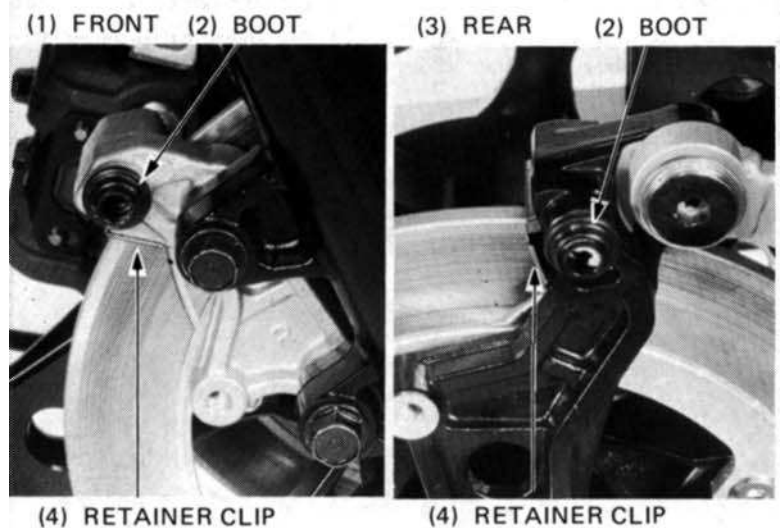 (1) FRONT (2) BOOT
(3) REAR (2) BOOT
(4) RETAINER CLIP
(4) RETAINER CLIP